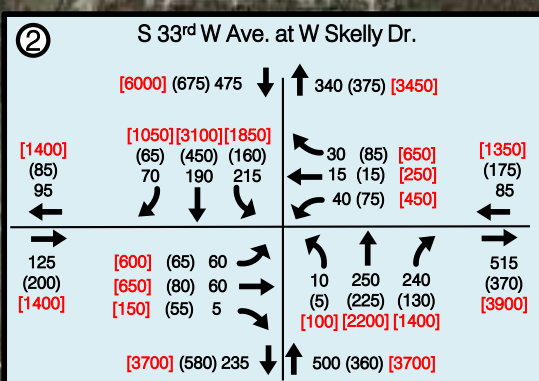 2 S 33rd W Ave. at W Skelly Dr.
[6000] (675) 475 340 (375) [3450]
[1050] [3100] [1850]
(65) (450) (160)
70 190 215
[1400]
(85)
95
30 (85) [650]
15 (15) [250]
40 (75) [450]
[1350]
(175)
85
125
(200)
[1400]
[600] (65) 60
[650] (80) 60
[150] (55) 5
10 250 240
(5) (225) (130)
[100] [2200] [1400]
515
(370)
[3900]
[3700] (580) 235 500 (360) [3700]